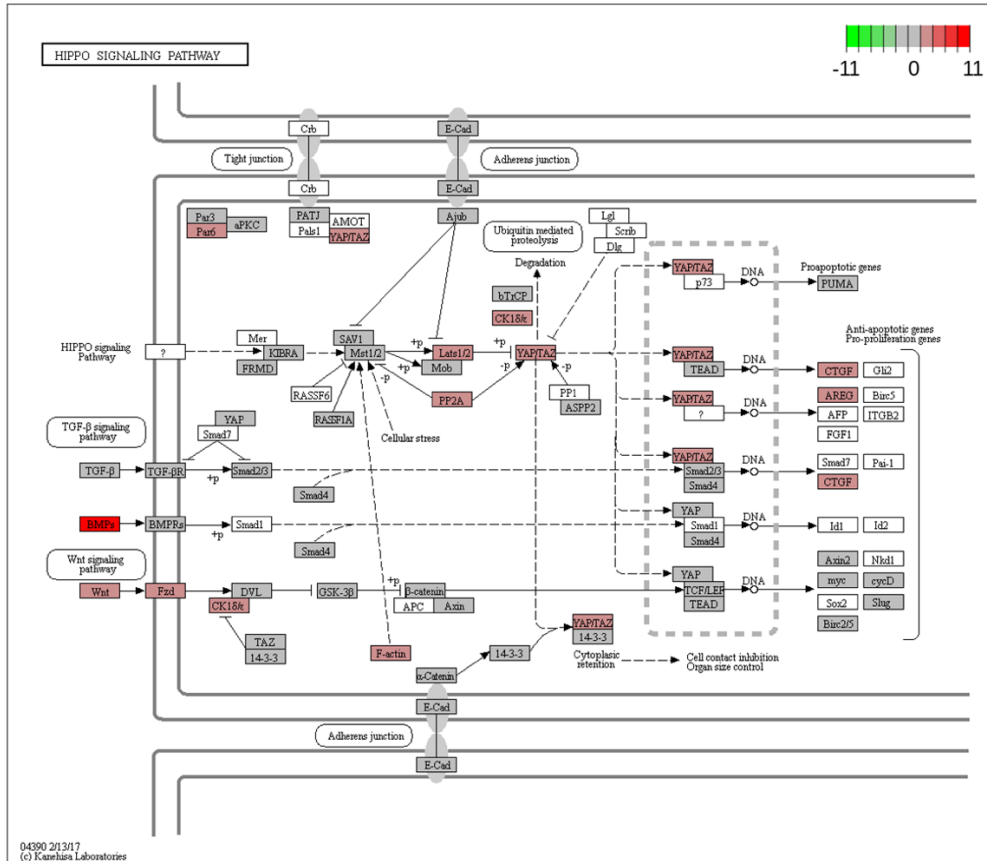 HIPPO SIGNALING PATHWAY
-11 0 11
Crb
E-Cad
Tight junction
Adherens junction
Crb
E-Cad
Par3
aPKC
Par6
PATJ
AMOT
Pals1
YAP/TAZ
Ajub
Ubiquitin mediated
proteolysis
Lgl
Scrib
Dlg
Degradation
bTrCP
CK1δ/ε
YAP/TAZ
p73
DNA
Proapoptotic genes
PUMA
Anti-apoptotic genes
Pro-proliferation genes
HIPPO signaling
Pathway
?
Mer
KIBRA
FRMD
SAV1
Mst1/2
+p
Lats1/2
+p
Mob
+p
YAP/TAZ
-p
-p
-p
PP2A
RASSF6
RASSF1A
Cellular stress
PP1
ASPP2
YAP/TAZ
TEAD
DNA
CTGF
Gli2
YAP/TAZ
?
DNA
AREG
Birc5
AFP
ITGB2
FGF1
TGF-β signaling
pathway
YAP
Smad7
TGF-β
TGF-βR
+p
Smad2/3
Smad4
YAP/TAZ
Smad2/3
Smad4
DNA
Smad7
Pai-1
CTGF
BMPs
BMPRs
+p
Smad1
Smad4
YAP
Smad1
Smad4
DNA
Id1
Id2
Wnt signaling
pathway
Wnt
Fzd
DVL
CK1δ/ε
GSK-3β
+p
β-catenin
APC
Axin
YAP
TCF/LEF
TEAD
DNA
Axin2
Nkd1
myc
cycD
Sox2
Slug
Birc2/5
TAZ
14-3-3
F-actin
α-Catenin
14-3-3
YAP/TAZ
14-3-3
Cytoplasic
retention
Cell contact inhibition
Organ size control
E-Cad
Adherens junction
E-Cad
04390 2/13/17
(c) Kanehisa Laboratories